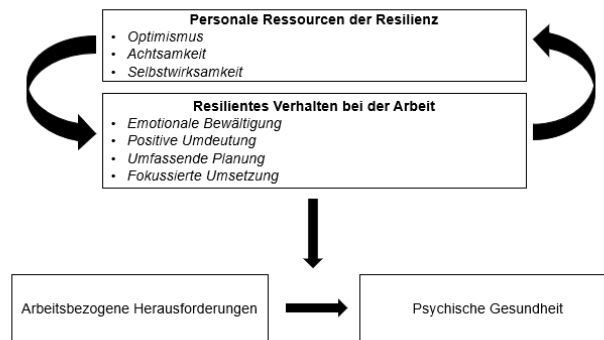 Personale Ressourcen der Resilienz
• Optimismus
• Achtsamkeit
• Selbstwirksamkeit
Resilientes Verhalten bei der Arbeit
• Emotionale Bewältigung
• Positive Umdeutung
• Umfassende Planung
• Fokussierte Umsetzung
Arbeitsbezogene Herausforderungen
Psychische Gesundheit